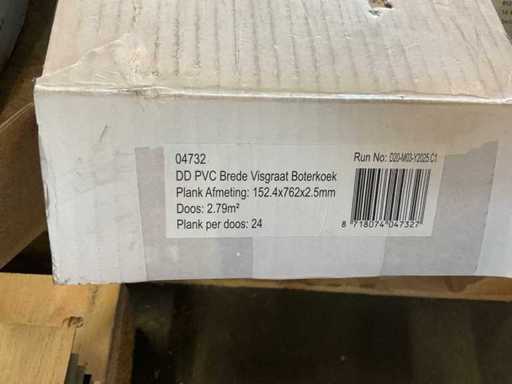 04732
Run No: D20-M03-Y2025.C1
DD PVC Brede Visgraat Boterkoek
Plank Afmeting: 152.4x762x2.5mm
Doos: 2.79m²
Plank per doos: 24
8 718074 047327